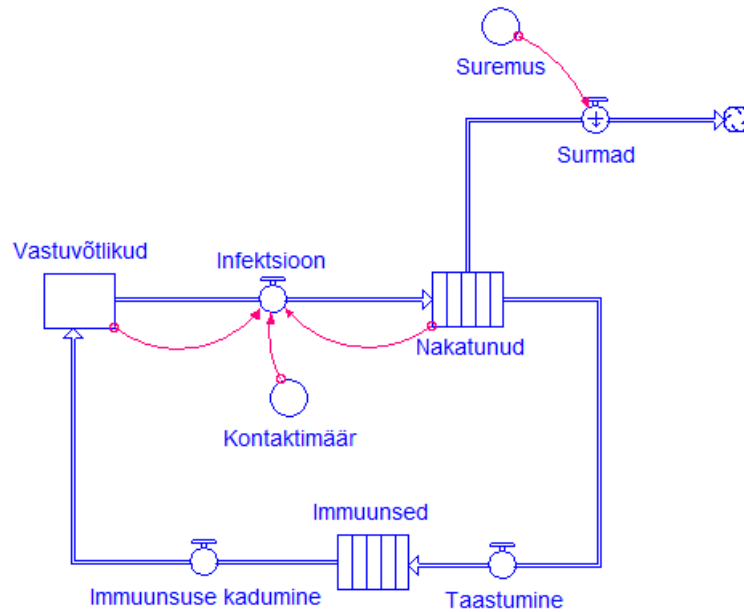 Suremus
Surmad
Vastuvõtlikud
Infektsioon
Nakatunud
Kontaktimäär
Immuunsed
Immuunsuse kadumine
Taastumine